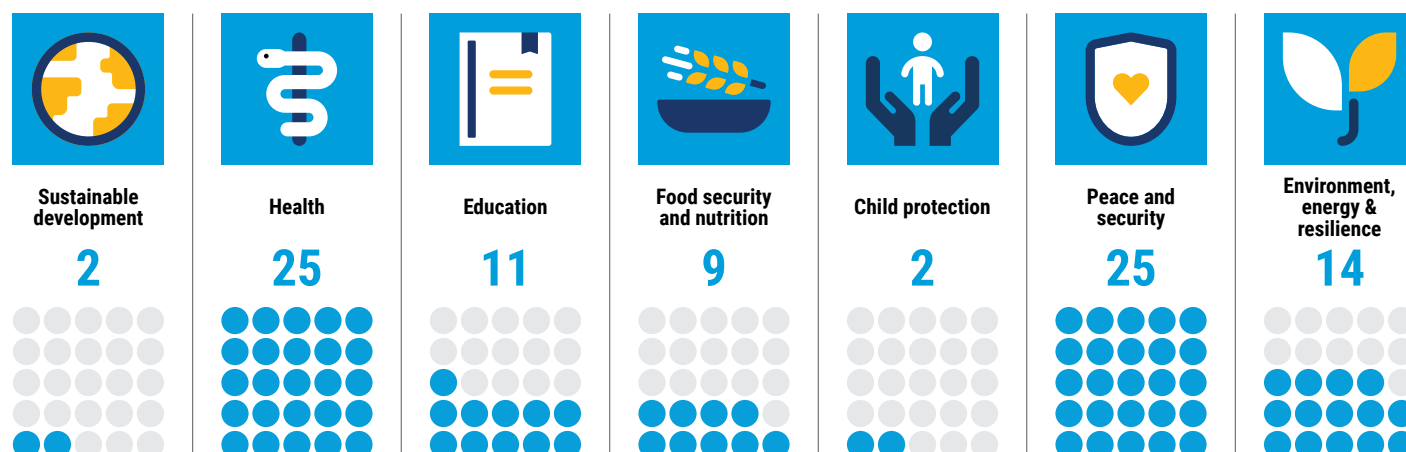 Sustainable
development
2
Health
25
Education
11
Food security
and nutrition
9
Child protection
2
Peace and
security
25
Environment,
energy &
resilience
14